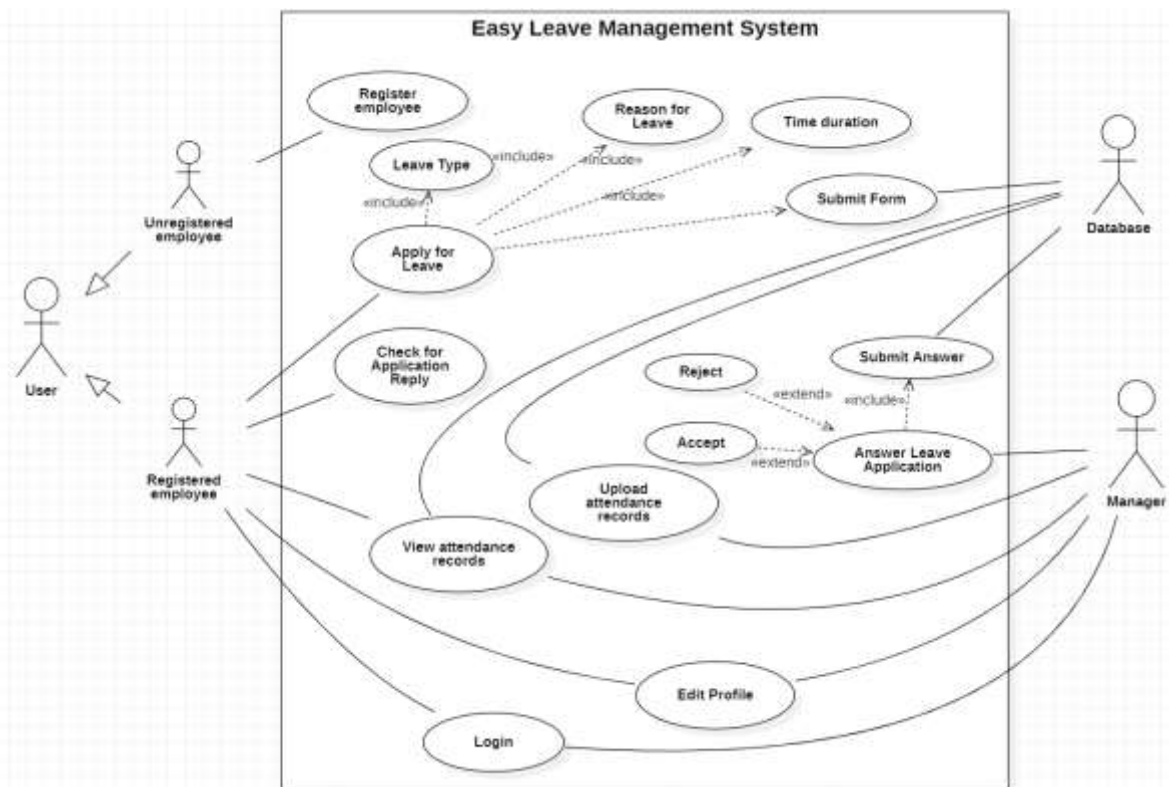 Easy Leave Management System
Register
employee
Reason for
Leave
Time duration
Leave Type
«include»
«include»
«include»
«include»
Submit Form
Unregistered
employee
Database
Apply for
Leave
Check for
Application
Reply
Submit Answer
User
Reject
«extend»
«include»
Accept
«extend»
Answer Leave
Application
Registered
employee
Upload
attendance
records
Manager
View attendance
records
Edit Profile
Login